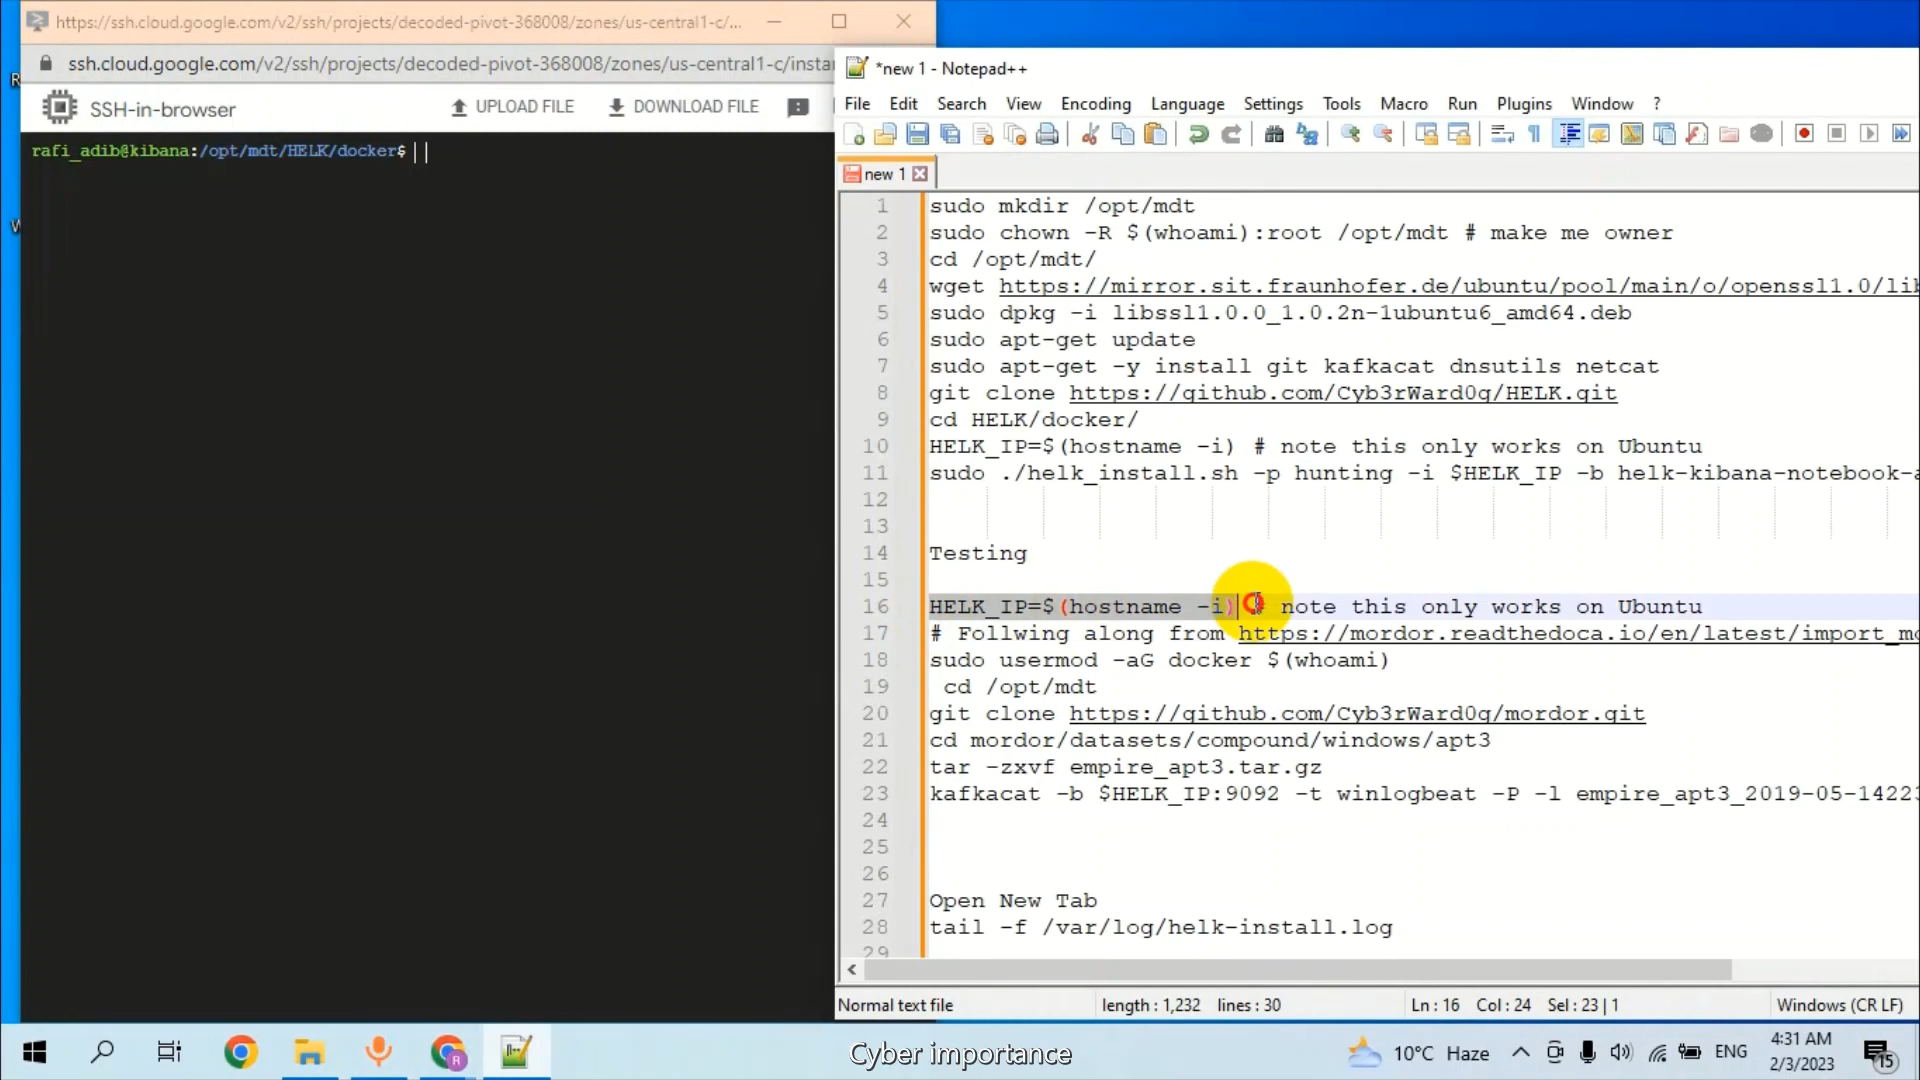 https://ssh.cloud.google.com/v2/ssh/projects/decoded-pivot-368008/zones/us-central1-c/...
ssh.cloud.google.com/v2/ssh/projects/decoded-pivot-368008/zones/us-central1-c/insta
SSH-in-browser
UPLOAD FILE
DOWNLOAD FILE
rafi_adib@kibana:/opt/mdt/HELK/docker$
*new 1 - Notepad++
File Edit Search View Encoding Language Settings Tools Macro Run Plugins Window ?
new 1
1 sudo mkdir /opt/mdt
2 sudo chown -R $(whoami):root /opt/mdt # make me owner
3 cd /opt/mdt/
4 wget https://mirror.sit.fraunhofer.de/ubuntu/pool/main/o/openssl1.0/lib
5 sudo dpkg -i libssl1.0.0_1.0.2n-1ubuntu6_amd64.deb
6 sudo apt-get update
7 sudo apt-get -y install git kafkacat dnsutils netcat
8 git clone https://github.com/Cyb3rWard0g/HELK.git
9 cd HELK/docker/
10 HELK_IP=$(hostname -i) # note this only works on Ubuntu
11 sudo ./helk_install.sh -p hunting -i $HELK_IP -b helk-kibana-notebook-a
12
13
14 Testing
15
16 HELK_IP=$(hostname -i) # note this only works on Ubuntu
17 # Follwing along from https://mordor.readthedoca.io/en/latest/import_mo
18 sudo usermod -aG docker $(whoami)
19 cd /opt/mdt
20 git clone https://github.com/Cyb3rWard0g/mordor.git
21 cd mordor/datasets/compound/windows/apt3
22 tar -zxvf empire_apt3.tar.gz
23 kafkacat -b $HELK_IP:9092 -t winlogbeat -P -l empire_apt3_2019-05-14223
24
25
26
27 Open New Tab
28 tail -f /var/log/helk-install.log
29
Normal text file
length : 1,232 lines : 30
Ln : 16 Col : 24 Sel : 23 | 1
Windows (CR LF)
Cyber importance
10°C Haze
ENG
4:31 AM
2/3/2023
15